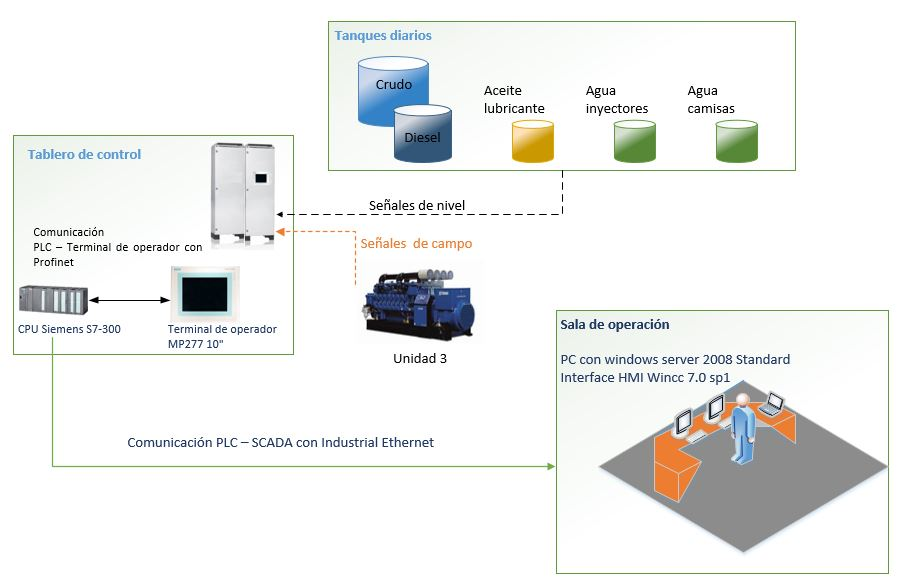 Tanques diarios
Crudo
Diesel
Aceite
lubricante
Agua
inyectores
Agua
camisas
Tablero de control
Señales de nivel
Comunicación
PLC – Terminal de operador con
Profinet
Señales de campo
CPU Siemens S7-300
Terminal de operador
MP277 10"
Unidad 3
Sala de operación
PC con windows server 2008 Standard
Interface HMI Wincc 7.0 sp1
Comunicación PLC – SCADA con Industrial Ethernet